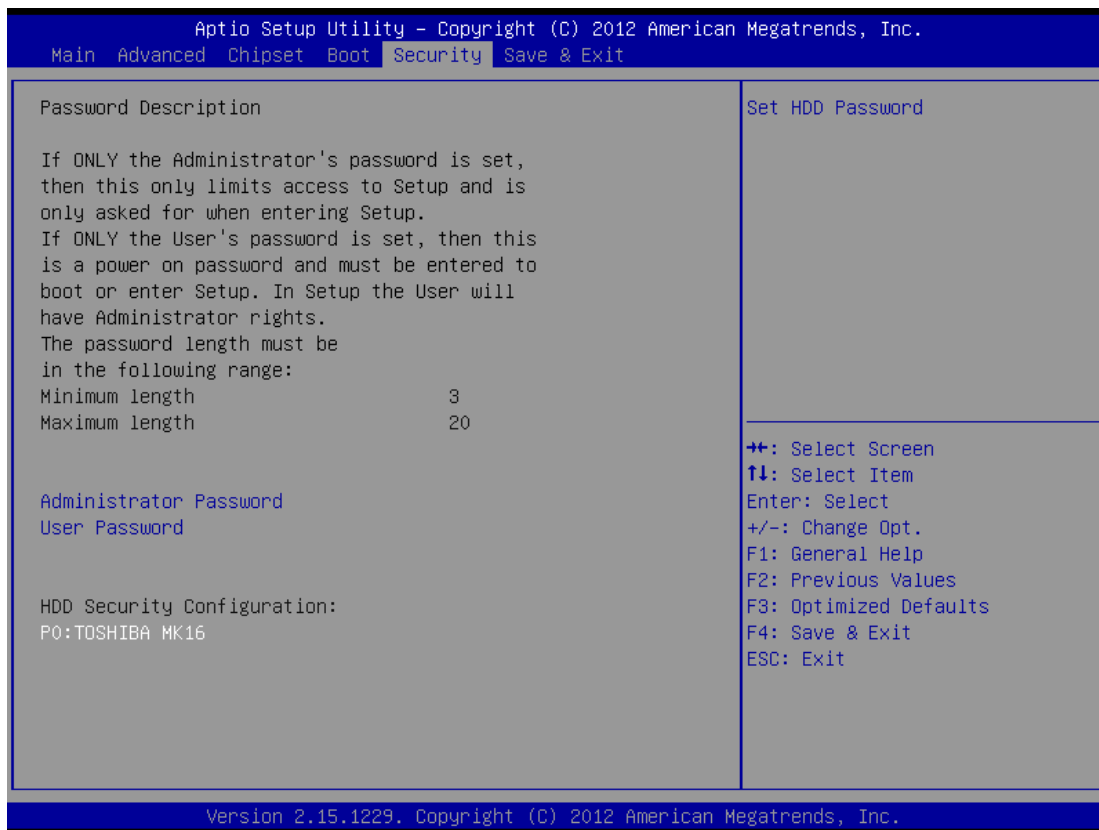 Aptio Setup Utility – Copyright (C) 2012 American Megatrends, Inc.
Main Advanced Chipset Boot Security Save & Exit
Password Description
If ONLY the Administrator's password is set,
then this only limits access to Setup and is
only asked for when entering Setup.
If ONLY the User's password is set, then this
is a power on password and must be entered to
boot or enter Setup. In Setup the User will
have Administrator rights.
The password length must be
in the following range:
Minimum length 3
Maximum length 20
Administrator Password
User Password
HDD Security Configuration:
P0:TOSHIBA MK16
Set HDD Password
→←: Select Screen
↑↓: Select Item
Enter: Select
+/-: Change Opt.
F1: General Help
F2: Previous Values
F3: Optimized Defaults
F4: Save & Exit
ESC: Exit
Version 2.15.1229. Copyright (C) 2012 American Megatrends, Inc.